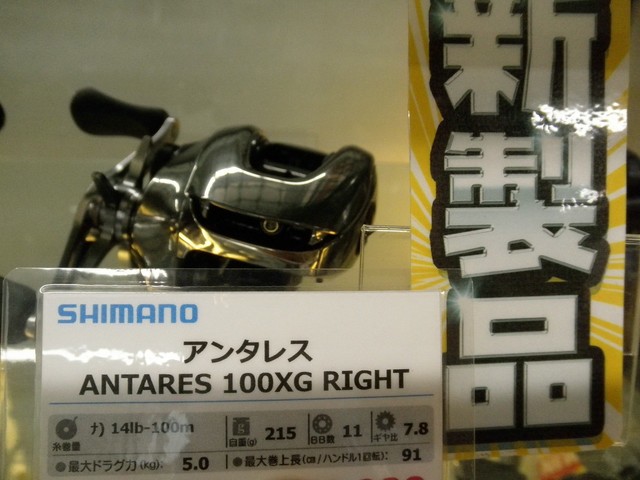 新製品
SHIMANO
アンタレス
ANTARES 100XG RIGHT
糸巻量 ナ) 14lb-100m 自重(g) 215 BB数 11 ギヤ比 7.8
●最大ドラグ力(kg): 5.0 ●最大巻上長(cm/ハンドル1回転): 91